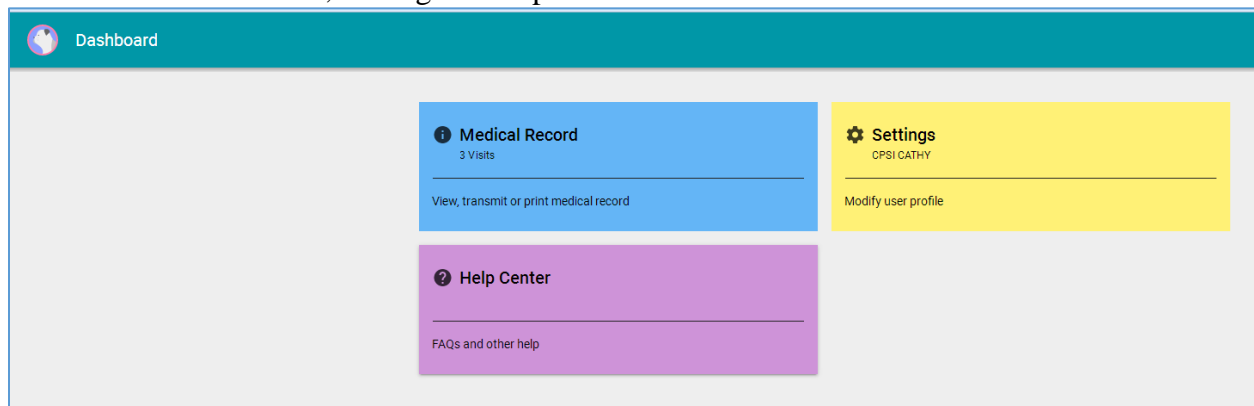 Dashboard
Medical Record
3 Visits
View, transmit or print medical record
Settings
CPSI CATHY
Modify user profile
Help Center
FAQs and other help